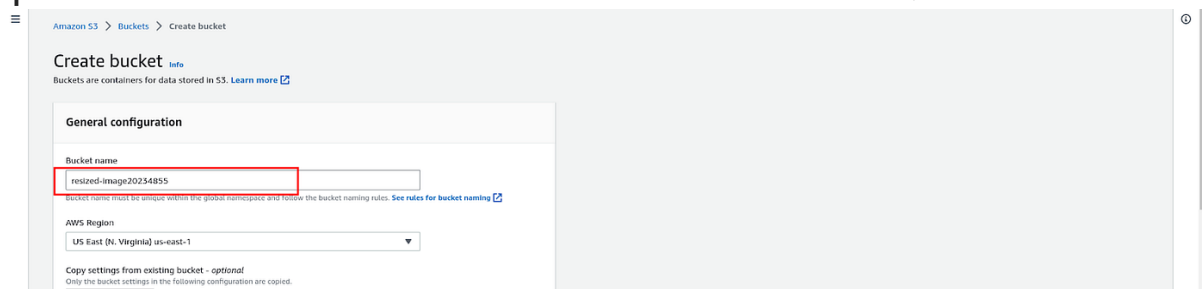 Amazon S3 > Buckets > Create bucket
Create bucket Info
Buckets are containers for data stored in S3. Learn more
General configuration
Bucket name
resized-image20234855
Bucket name must be unique within the global namespace and follow the bucket naming rules. See rules for bucket naming
AWS Region
US East (N. Virginia) us-east-1
Copy settings from existing bucket - optional
Only the bucket settings in the following configuration are copied.